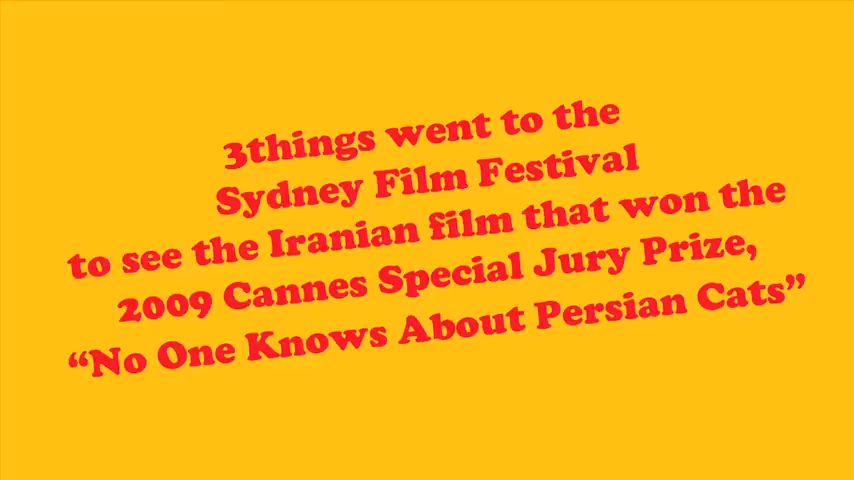 3things went to the
Sydney Film Festival
to see the Iranian film that won the
2009 Cannes Special Jury Prize,
“No One Knows About Persian Cats”